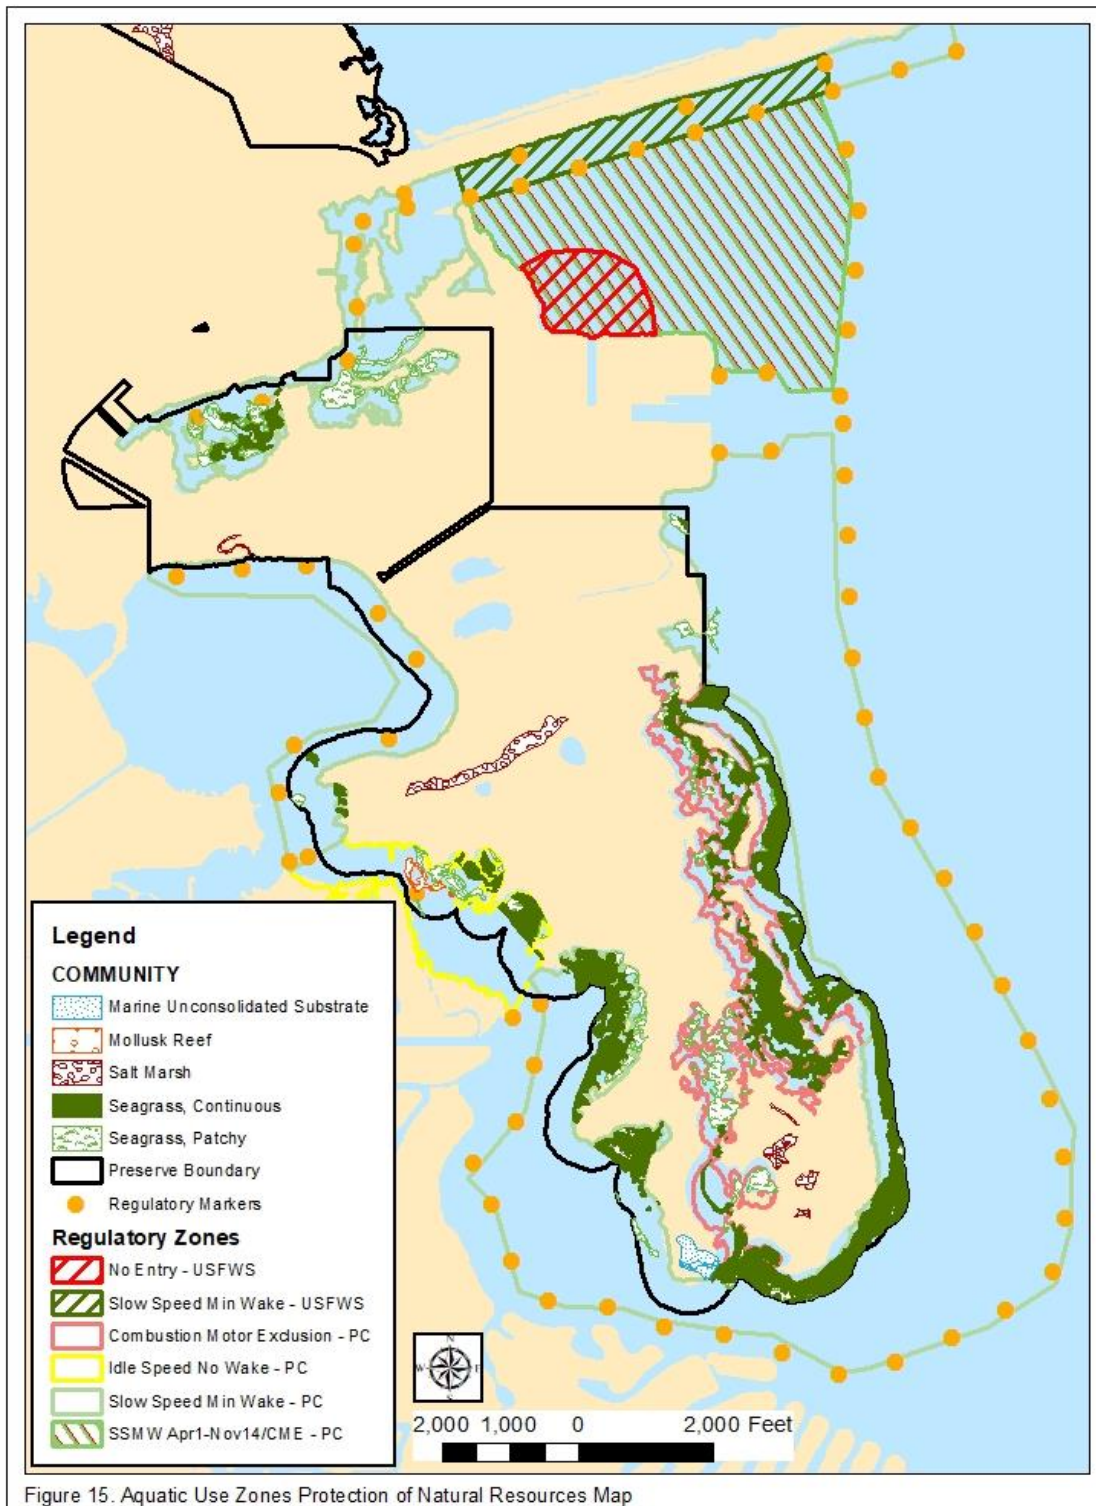 Legend
COMMUNITY
Marine Unconsolidated Substrate
Mollusk Reef
Salt Marsh
Seagrass, Continuous
Seagrass, Patchy
Preserve Boundary
Regulatory Markers
Regulatory Zones
No Entry - USFWS
Slow Speed Min Wake - USFWS
Combustion Motor Exclusion - PC
Idle Speed No Wake - PC
Slow Speed Min Wake - PC
SSMW Apr1-Nov14/CME - PC
N
W E
S
2,000 1,000 0 2,000 Feet
Figure 15. Aquatic Use Zones Protection of Natural Resources Map